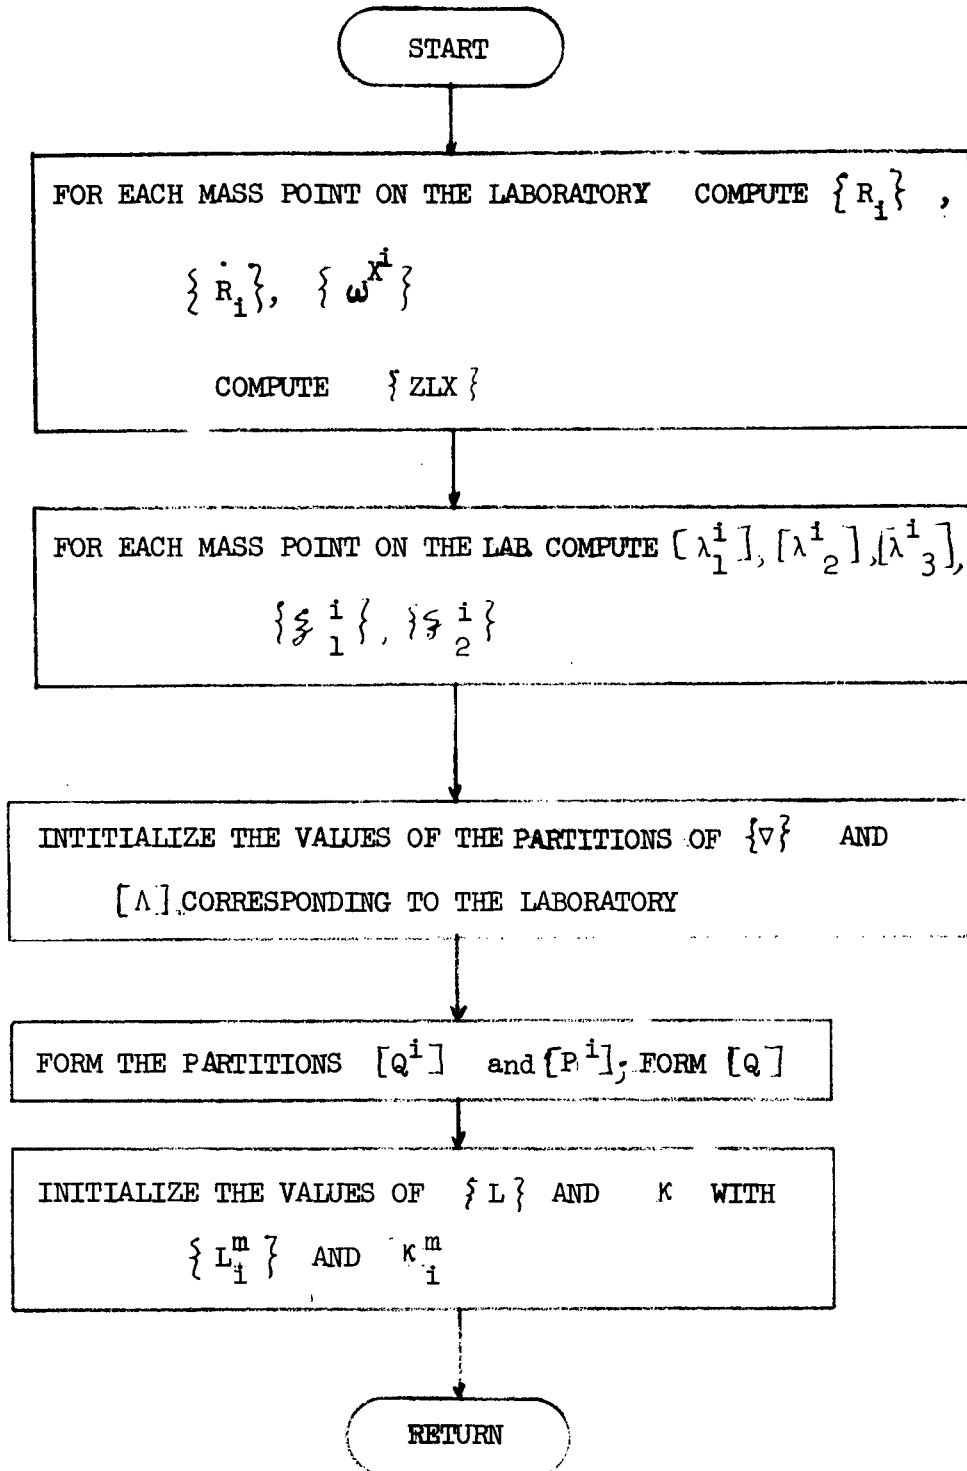 START
FOR EACH MASS POINT ON THE LABORATORY COMPUTE {R_i} ,
{Ṙ_i}, {ω^X^i}
COMPUTE {ZLX}
FOR EACH MASS POINT ON THE LAB COMPUTE [λ^i_1], [λ^i_2], [λ^i_3],
{ξ^i_1}, {ξ^i_2}
INTITIALIZE THE VALUES OF THE PARTITIONS OF {∇} AND
[Λ] CORRESPONDING TO THE LABORATORY
FORM THE PARTITIONS [Q^i] and [P^i]; FORM [Q]
INITIALIZE THE VALUES OF {L} AND K WITH
{L^m_i} AND K^m_i
RETURN